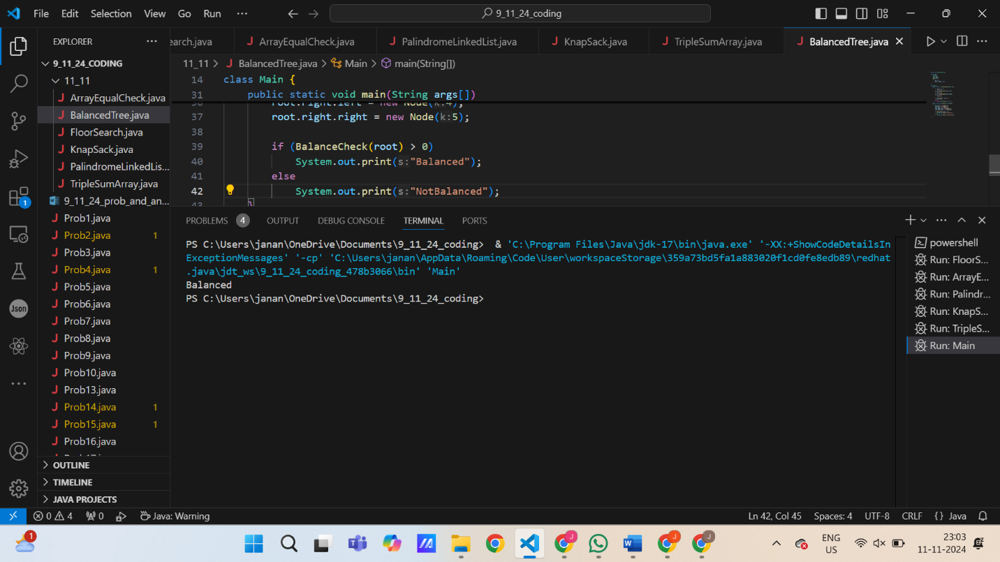 File Edit Selection View Go Run ···
9_11_24_coding
EXPLORER
earch.java
ArrayEqualCheck.java
PalindromeLinkedList.java
KnapSack.java
TripleSumArray.java
BalancedTree.java
9_11_24_CODING
11_11
ArrayEqualCheck.java
BalancedTree.java
FloorSearch.java
KnapSack.java
PalindromeLinkedLis...
TripleSumArray.java
9_11_24_prob_and_an...
Prob1.java
Prob2.java 1
Prob3.java
Prob4.java 1
Prob5.java
Prob6.java
Prob7.java
Prob8.java
Prob9.java
Prob10.java
Prob13.java
Prob14.java 1
Prob15.java 1
Prob16.java
OUTLINE
TIMELINE
JAVA PROJECTS
1
Json
11_11 > BalancedTree.java > Main > main(String[])
14 class Main {
31 public static void main(String args[])
36 root.right.left = new Node(k:4);
37 root.right.right = new Node(k:5);
38
39 if (BalanceCheck(root) > 0)
40 System.out.print(s:"Balanced");
41 else
42 System.out.print(s:"NotBalanced");
43 }
PROBLEMS 4 OUTPUT DEBUG CONSOLE TERMINAL PORTS
PS C:\Users\janan\OneDrive\Documents\9_11_24_coding> & 'C:\Program Files\Java\jdk-17\bin\java.exe' '-XX:+ShowCodeDetailsIn
ExceptionMessages' '-cp' 'C:\Users\janan\AppData\Roaming\Code\User\workspaceStorage\359a73bd5fa1a883020f1cd0fe8edb89\redhat
.java\jdt_ws\9_11_24_coding_478b3066\bin' 'Main'
Balanced
PS C:\Users\janan\OneDrive\Documents\9_11_24_coding>
powershell
Run: FloorS...
Run: ArrayE...
Run: Palindr...
Run: KnapS...
Run: TripleS...
Run: Main
0 4 0 Java: Warning
Ln 42, Col 45 Spaces: 4 UTF-8 CRLF {} Java
1
J
J
J
ENG
US
23:03
11-11-2024